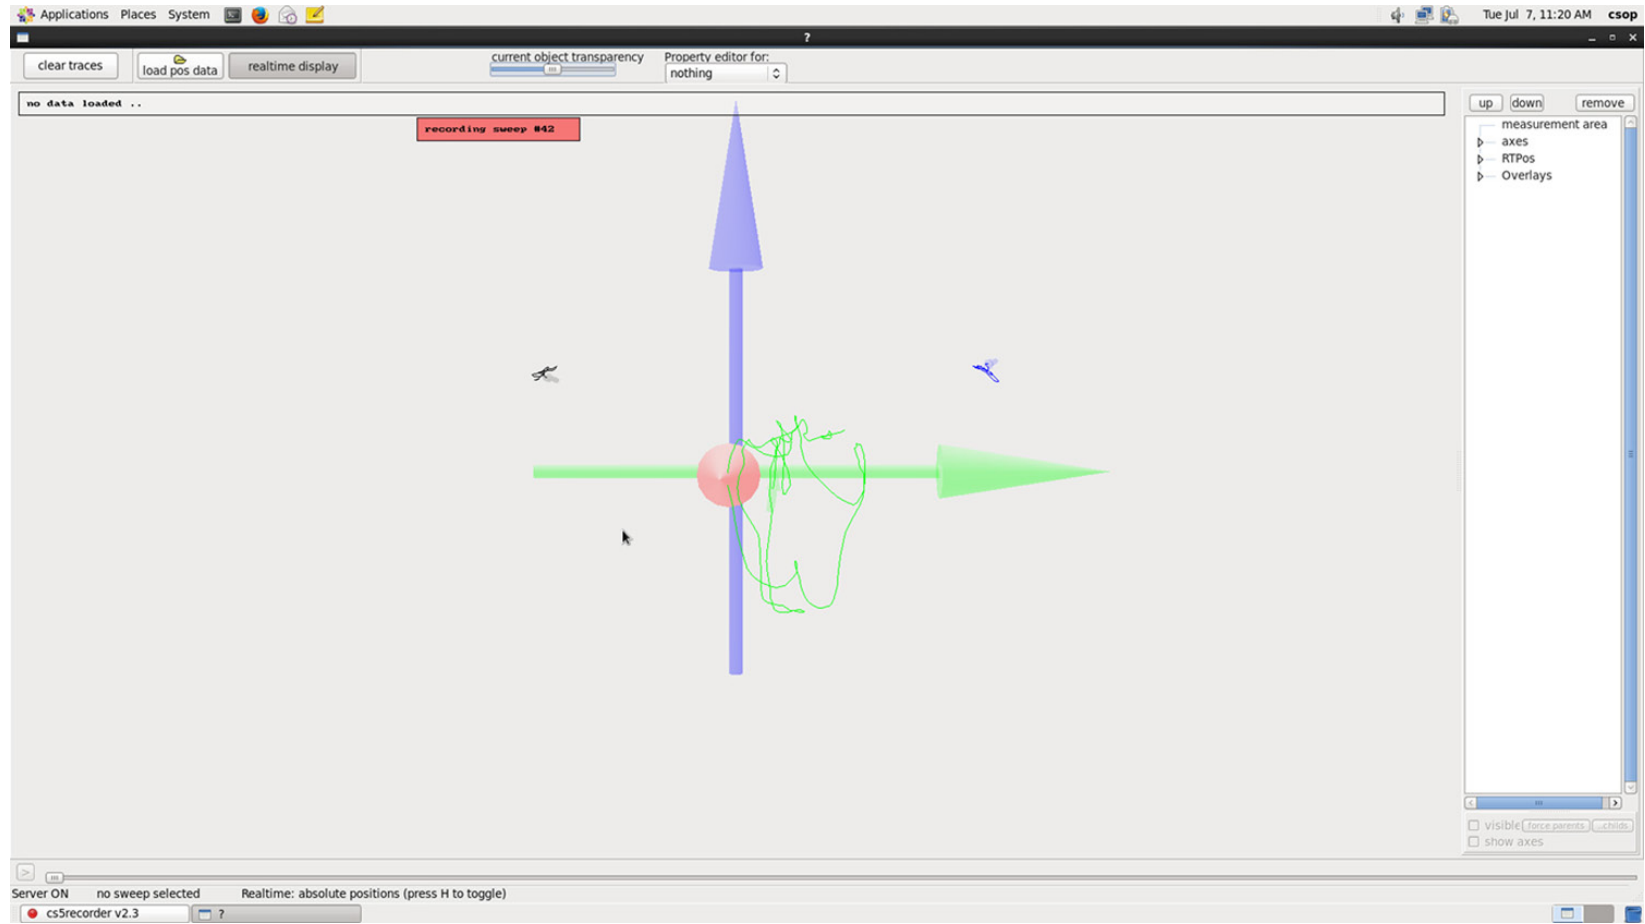 Applications Places System Tue Jul 7, 11:20 AM csop
?
clear traces load pos data realtime display current object transparency Property editor for:
nothing
no data loaded ..
up down remove
recording sweep #42
measurement area
axes
RTPos
Overlays
visible force parents ..childs
show axes
>
Server ON no sweep selected Realtime: absolute positions (press H to toggle)
cs5recorder v2.3 ?